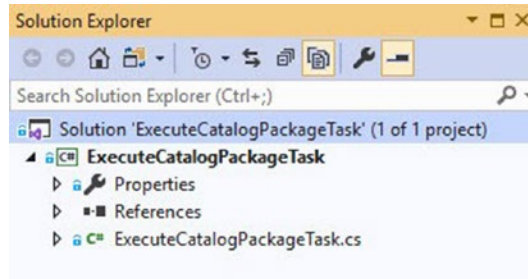 Solution Explorer
Search Solution Explorer (Ctrl+;)
Solution 'ExecuteCatalogPackageTask' (1 of 1 project)
C# ExecuteCatalogPackageTask
Properties
References
C# ExecuteCatalogPackageTask.cs